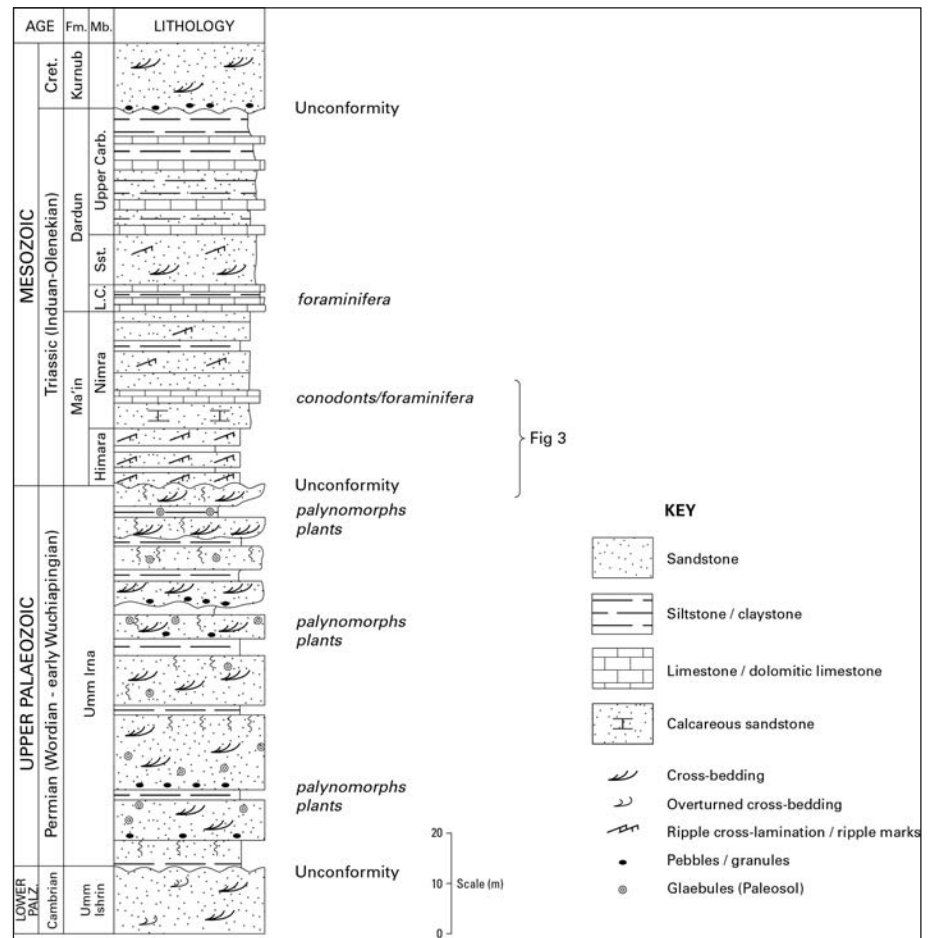 AGE Fm. Mb. LITHOLOGY
MESOZOIC
Cret.
Kurnub
Unconformity
Triassic (Induan-Olenekian)
Dardun
Upper Carb.
Sst.
L.C.
foraminifera
Ma'in
Nimra
conodonts/foraminifera
Fig 3
Himara
Unconformity
UPPER PALAEOZOIC
Permian (Wordian - early Wuchiapingian)
Umm Irna
palynomorphs
plants
palynomorphs
plants
palynomorphs
plants
LOWER
PALZ.
Cambrian
Umm
Ishrin
Unconformity
20
10
Scale (m)
0
KEY
Sandstone
Siltstone / claystone
Limestone / dolomitic limestone
Calcareous sandstone
Cross-bedding
Overturned cross-bedding
Ripple cross-lamination / ripple marks
Pebbles / granules
Glaebules (Paleosol)